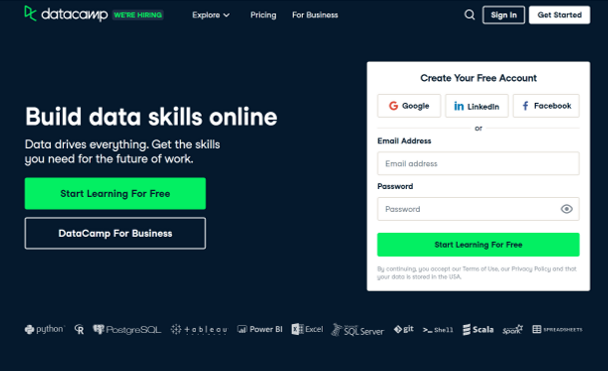 datacamp WE'RE HIRING Explore Pricing For Business Sign In Get Started
Build data skills online
Data drives everything. Get the skills
you need for the future of work.
Start Learning For Free
DataCamp For Business
Create Your Free Account
Google LinkedIn Facebook
or
Email Address
Email address
Password
Password
Start Learning For Free
By continuing, you accept our Terms of Use, our Privacy Policy and that
your data is stored in the USA.
python R PostgreSQL +ableau Power BI Excel SQL Server git Shell Scala Spark SPREADSHEETS